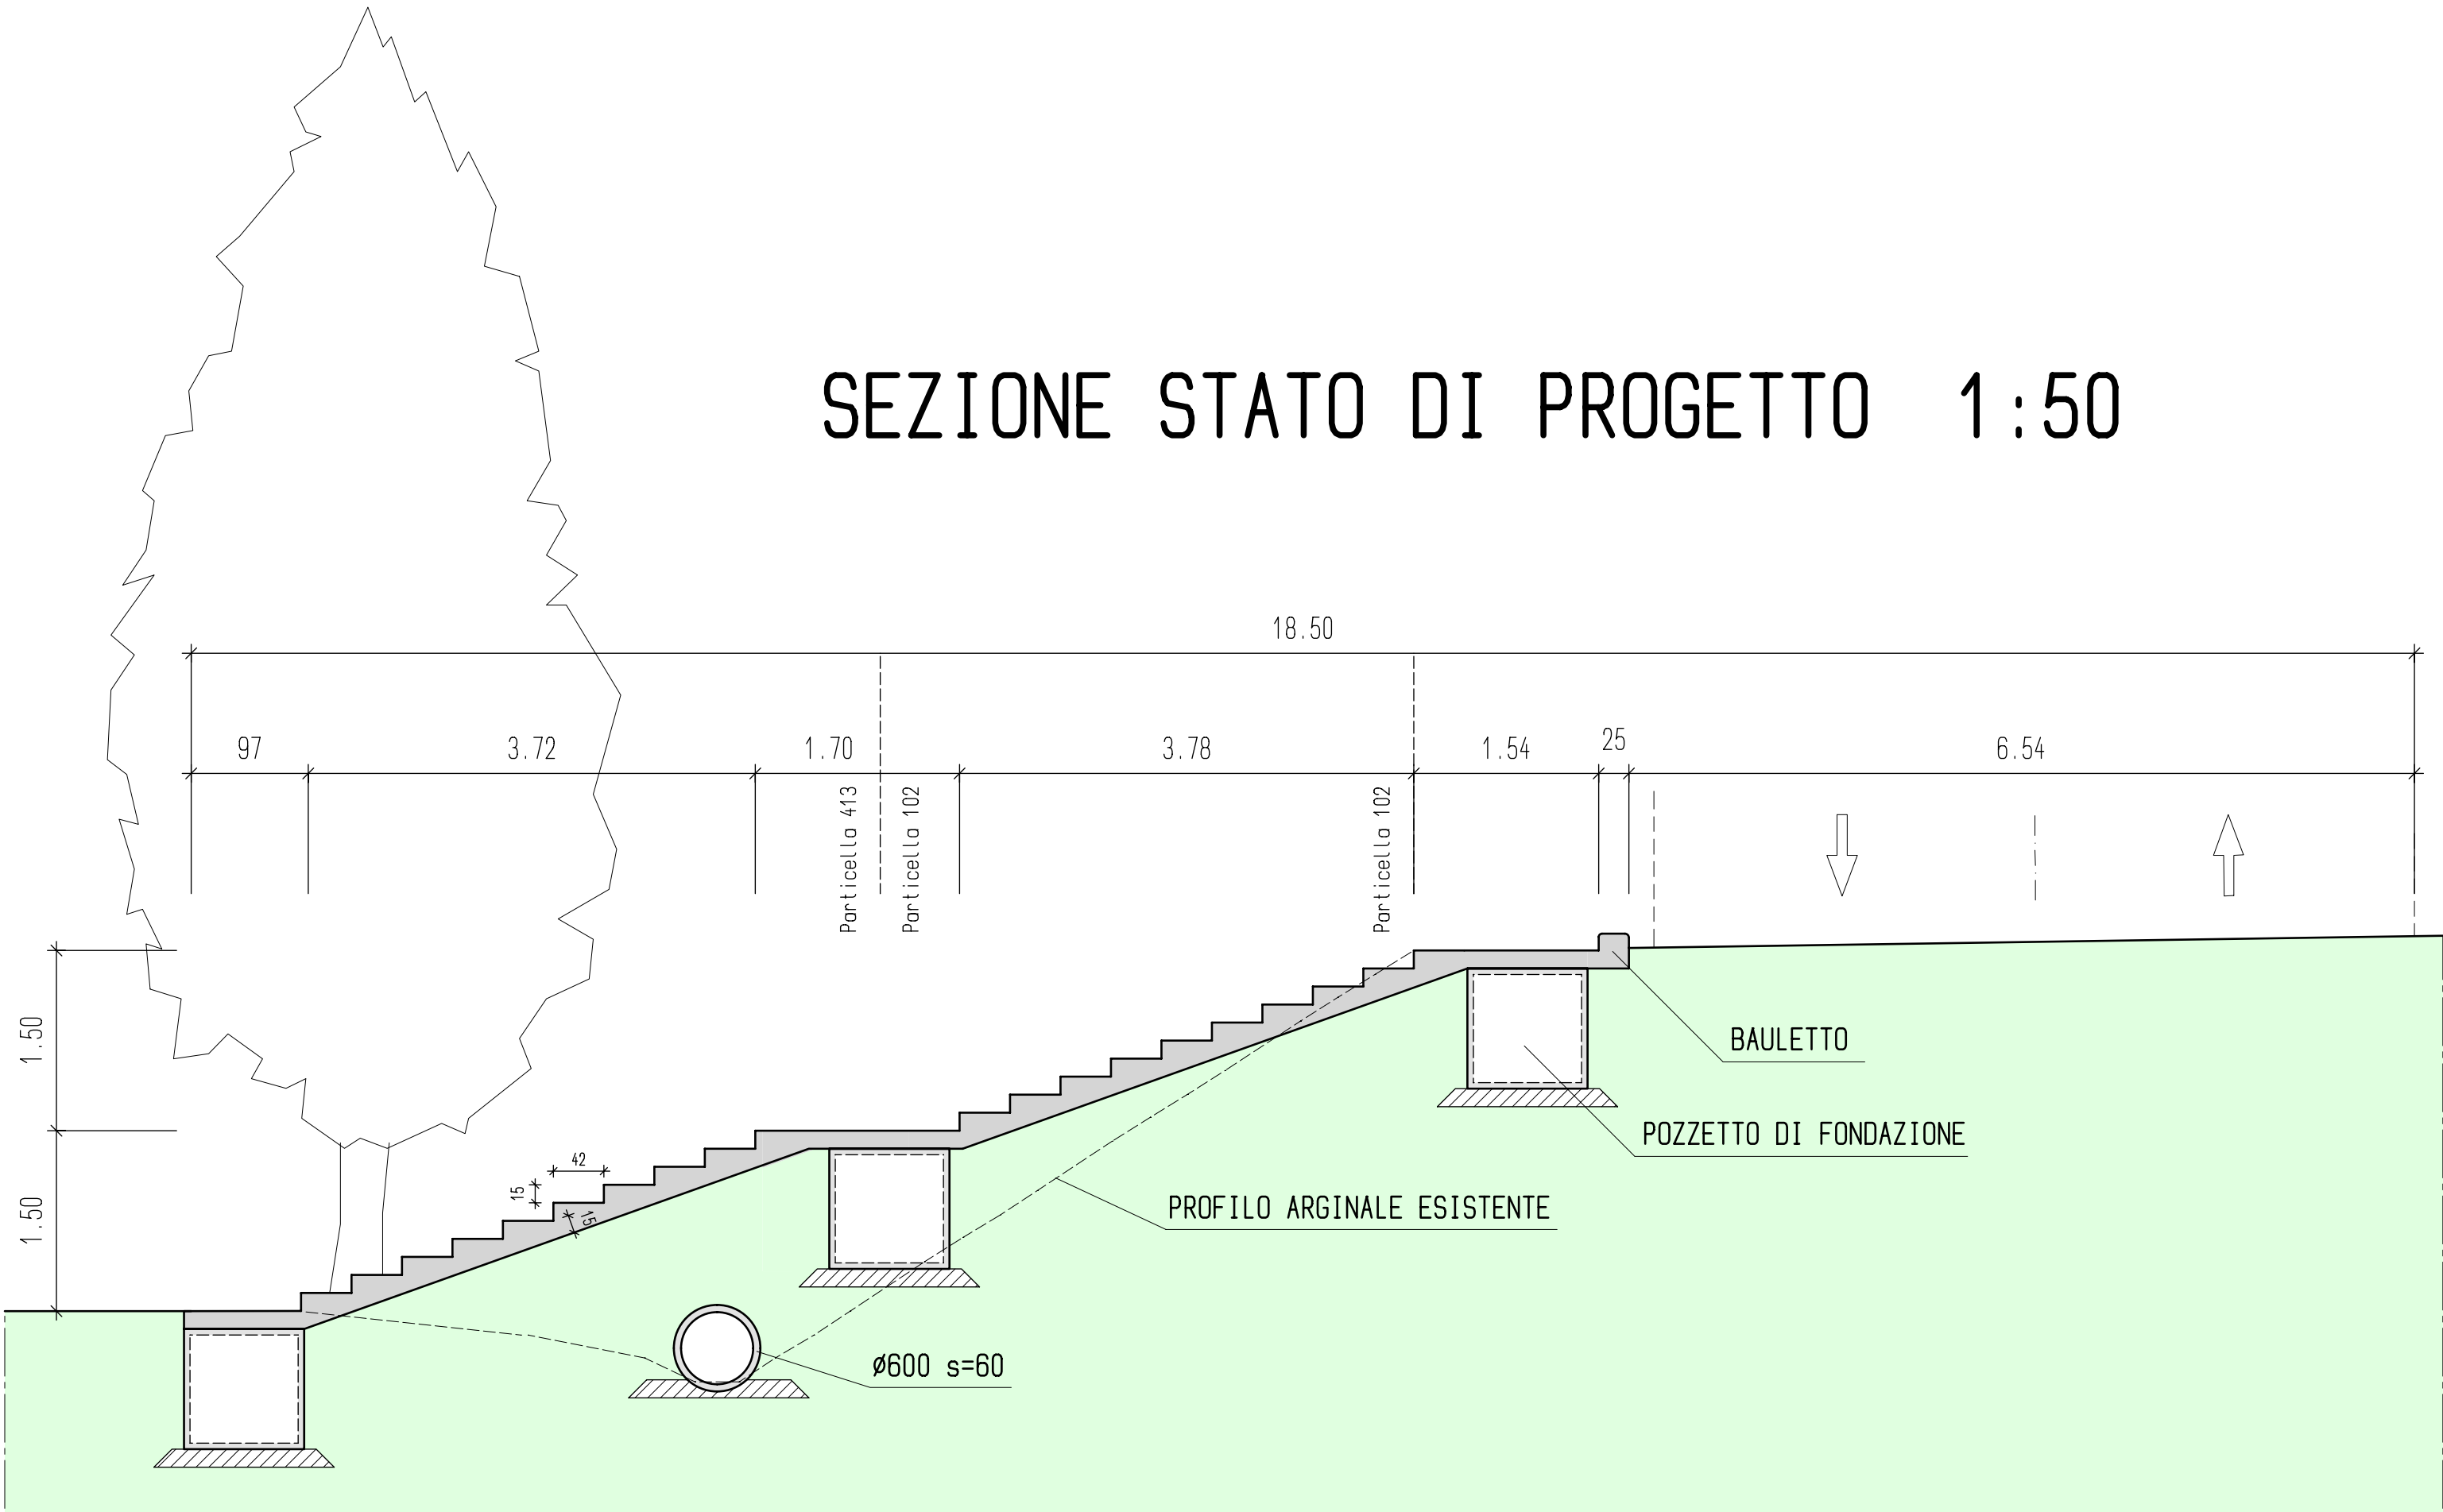 SEZIONE STATO DI PROGETTO 1:50
18.50
97
3.72
1.70
3.78
1.54
25
6.54
Particella 413
Particella 102
Particella 102
1.50
1.50
42
15
15
BAULETTO
POZZETTO DI FONDAZIONE
PROFILO ARGINALE ESISTENTE
Ø600 s=60